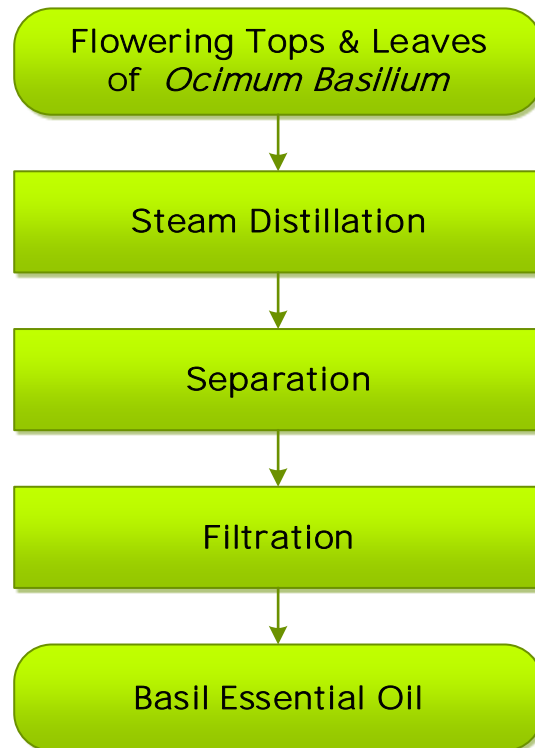 Flowering Tops & Leaves
of Ocimum Basilium
Steam Distillation
Separation
Filtration
Basil Essential Oil